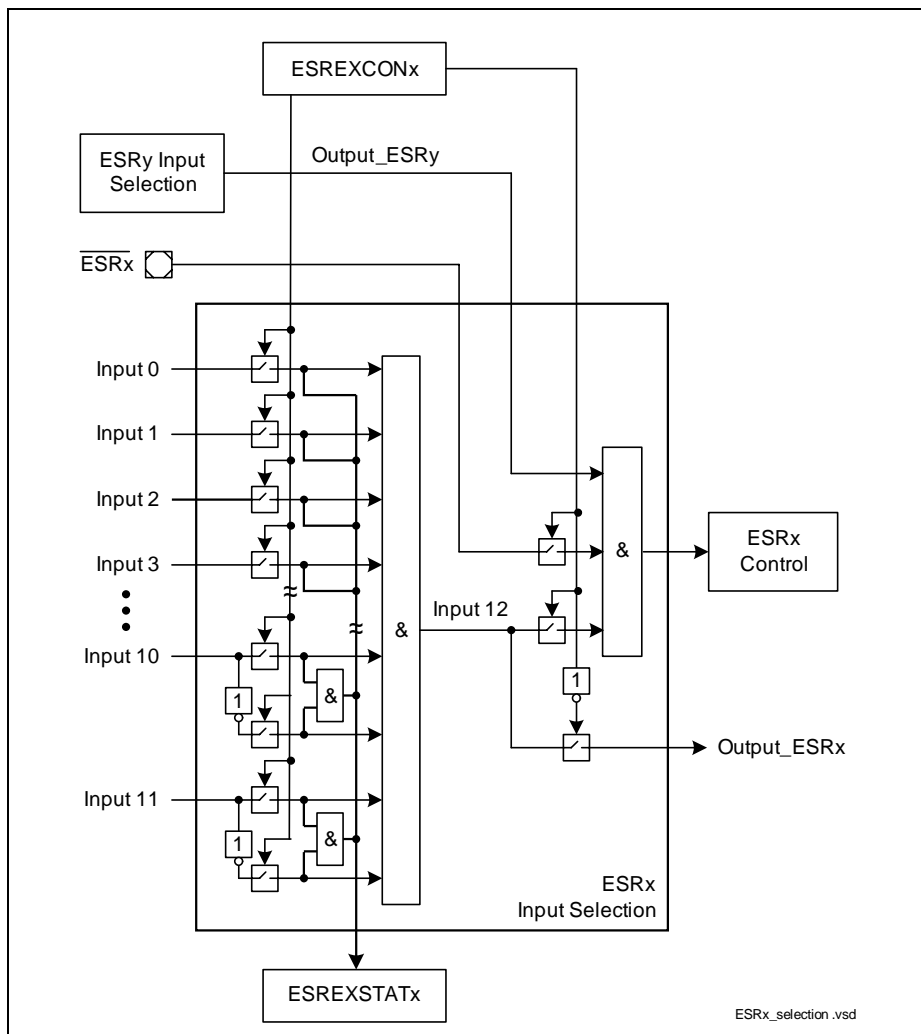 ESREXCONx
ESRy Input
Selection
Output_ESRy
ESRx
Input 0
Input 1
Input 2
Input 3
Input 10
Input 11
1
1
&
&
&
Input 12
&
1
ESRx
Control
Output_ESRx
ESRx
Input Selection
ESREXSTATx
ESRx_selection .vsd